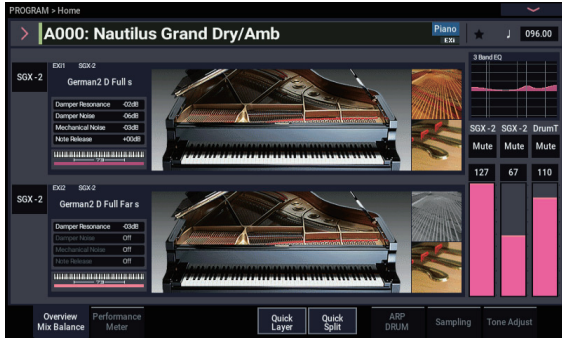 PROGRAM > Home
A000: Nautilus Grand Dry/Amb
Piano
EXi
096.00
EXi1 SGX-2
SGX-2
German2 D Full s
Damper Resonance -02dB
Damper Noise -06dB
Mechanical Noise -03dB
Note Release +00dB
EXi2 SGX-2
SGX-2
German2 D Full Far s
Damper Resonance -03dB
Damper Noise Off
Mechanical Noise Off
Note Release Off
3 Band EQ
SGX-2 SGX-2 DrumT
Mute Mute Mute
127 67 110
Overview
Mix Balance
Performance
Meter
Quick
Layer
Quick
Split
ARP
DRUM
Sampling
Tone Adjust